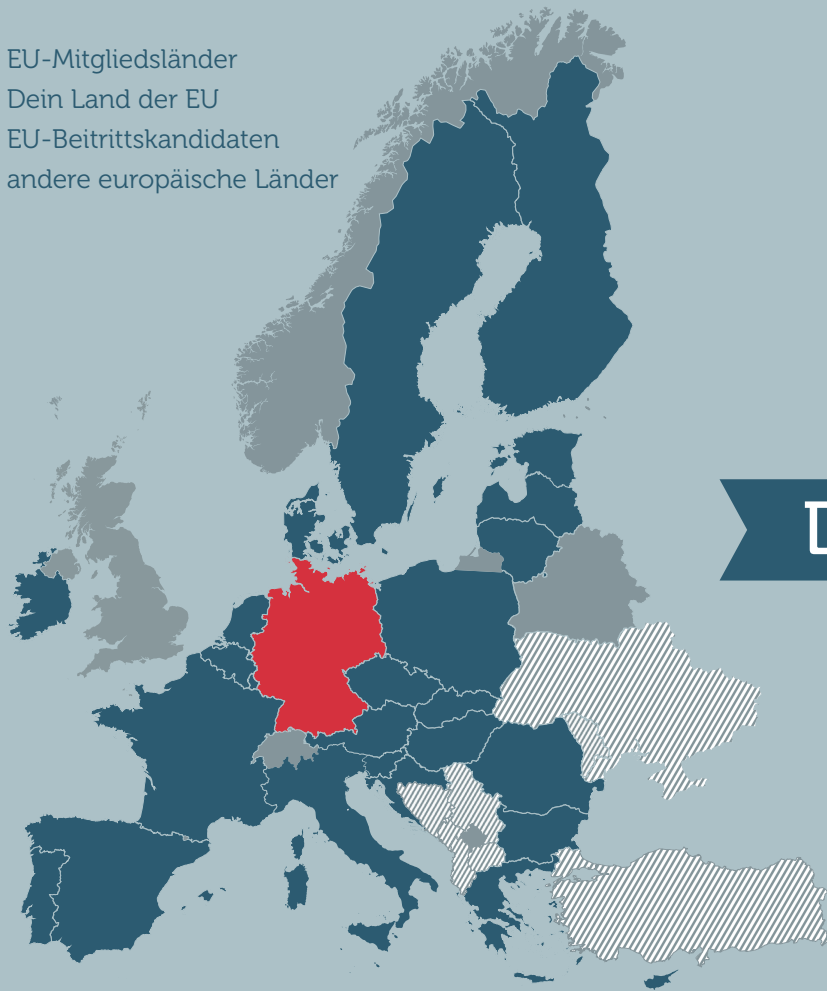 EU-Mitgliedsländer
Dein Land der EU
EU-Beitrittskandidaten
andere europäische Länder